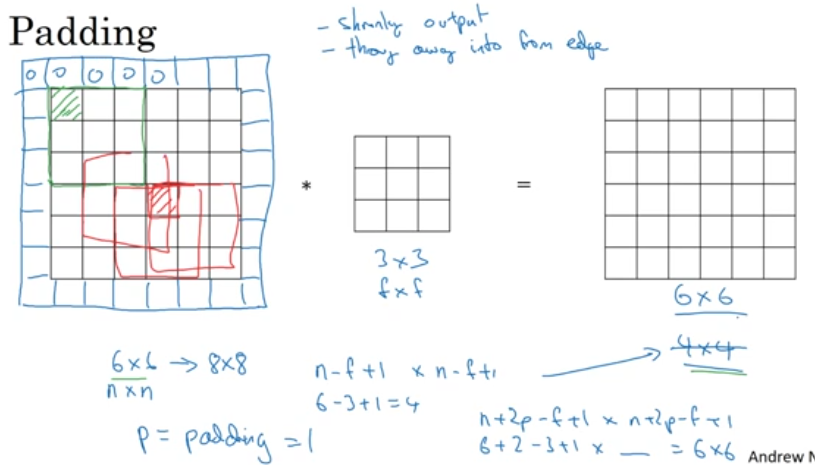 Padding
- shrinky output
- throw away info from edge
0 0 0 0 0
*
=
3×3
f×f
6×6
4×4
6×6 → 8×8
n×n
n-f+1 × n-f+1
6-3+1=4
p = padding = 1
n+2p-f+1 × n+2p-f+1
6+2-3+1 × __ = 6×6
Andrew N